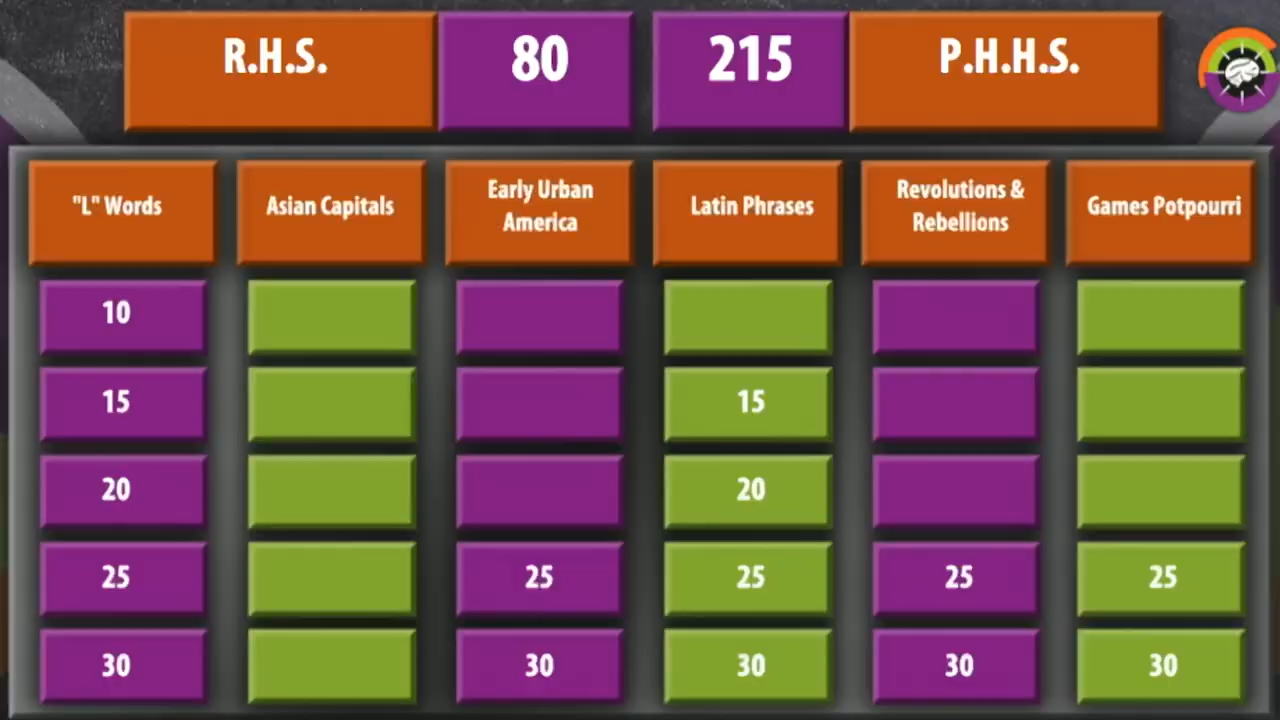 R.H.S.
80
215
P.H.H.S.
"L" Words
Asian Capitals
Early Urban
America
Latin Phrases
Revolutions &
Rebellions
Games Potpourri
10
15
15
20
20
25
25
25
25
25
30
30
30
30
30